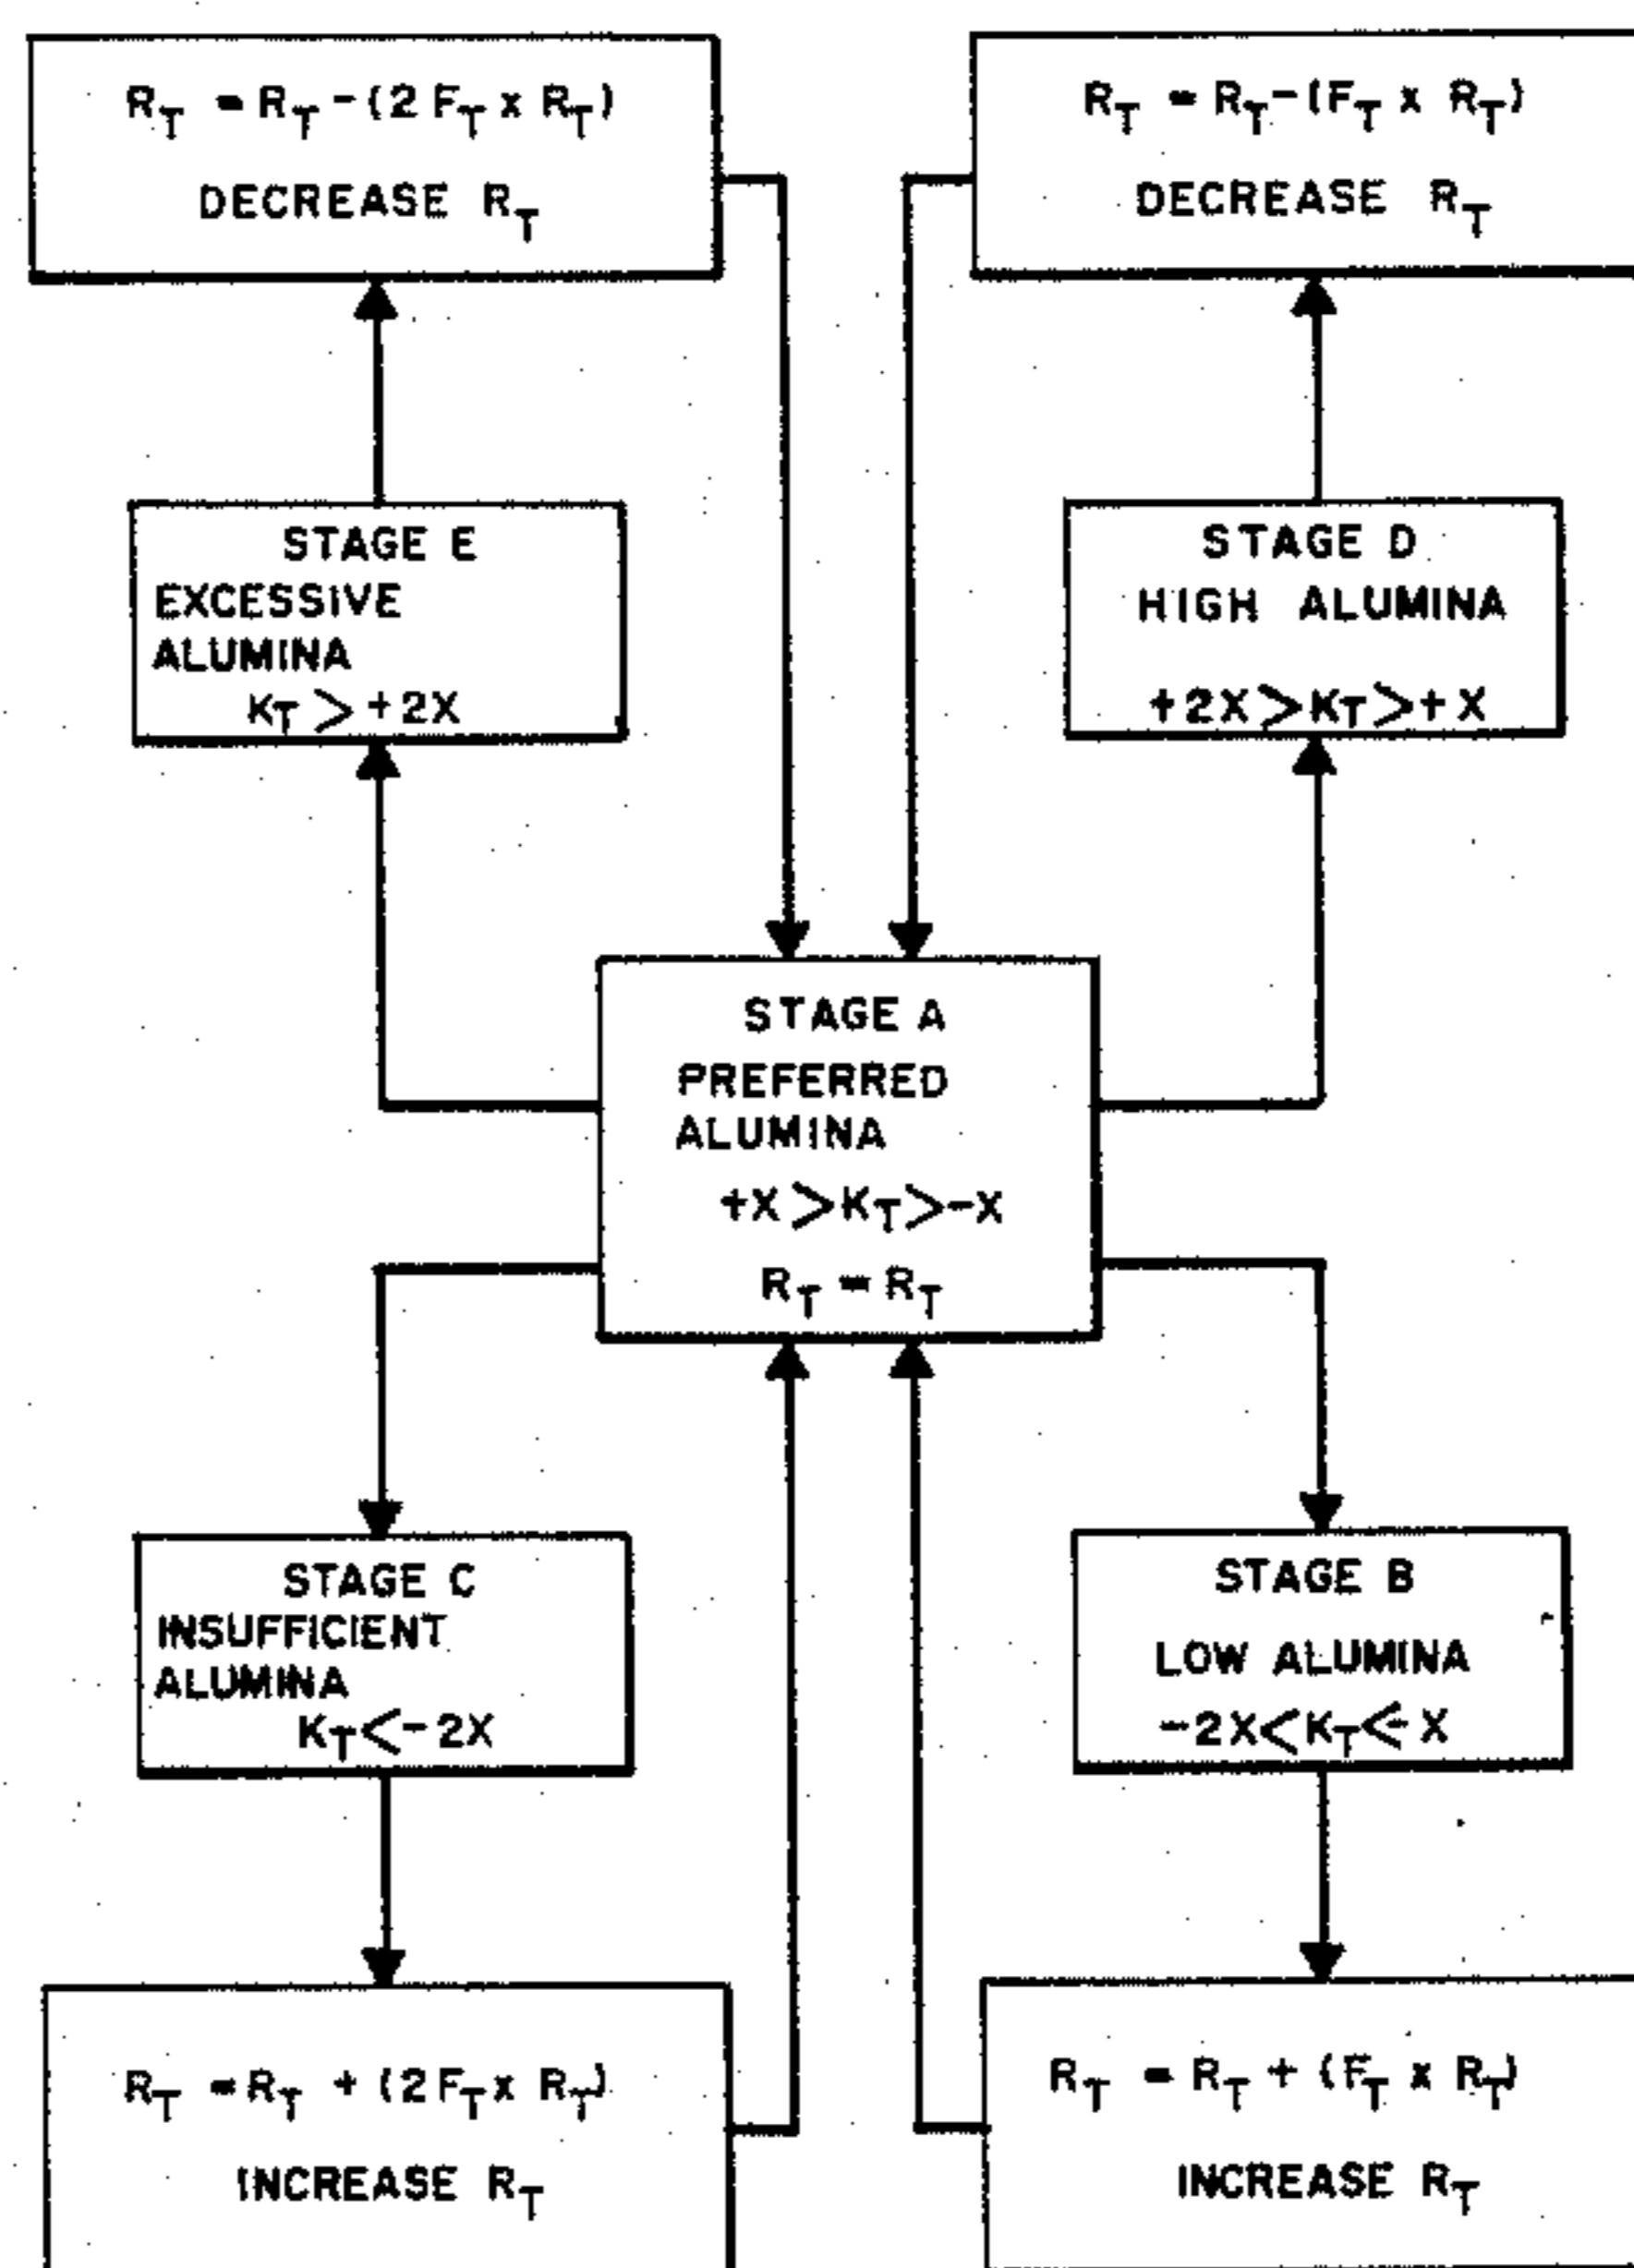 R_T = R_T - (2 F_T x R_T)
DECREASE R_T
R_T = R_T - (F_T x R_T)
DECREASE R_T
STAGE E
EXCESSIVE
ALUMINA
K_T > +2X
STAGE D
HIGH ALUMINA
+2X > K_T > +X
STAGE A
PREFERRED
ALUMINA
+X > K_T > -X
R_T = R_T
STAGE C
INSUFFICIENT
ALUMINA
K_T < -2X
STAGE B
LOW ALUMINA
-2X < K_T < -X
R_T = R_T + (2 F_T x R_T)
INCREASE R_T
R_T = R_T + (F_T x R_T)
INCREASE R_T